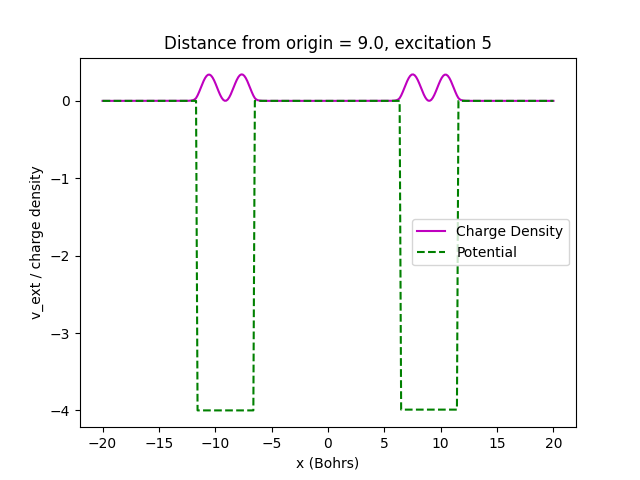 Distance from origin = 9.0, excitation 5
v_ext / charge density
0
−1
−2
−3
−4
Charge Density
Potential
−20 −15 −10 −5 0 5 10 15 20
x (Bohrs)